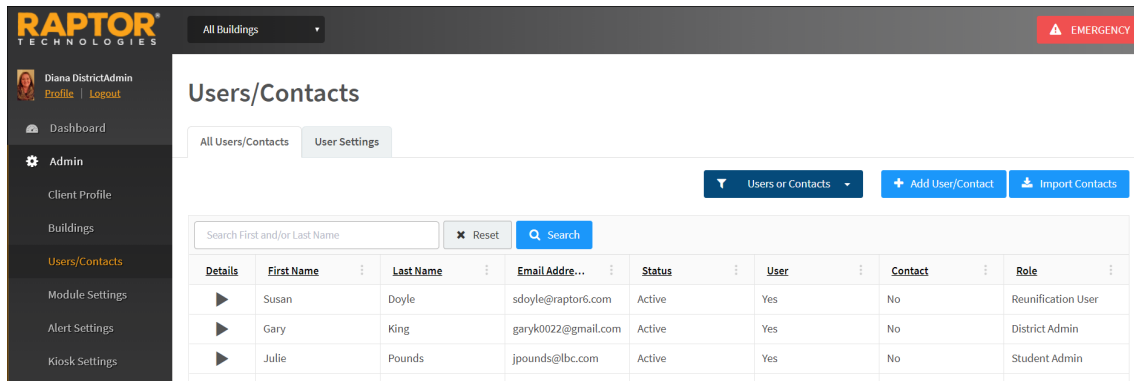 RAPTOR
TECHNOLOGIES
All Buildings
EMERGENCY
Diana DistrictAdmin
Profile | Logout
Dashboard
Admin
Client Profile
Buildings
Users/Contacts
Module Settings
Alert Settings
Kiosk Settings
Users/Contacts
All Users/Contacts User Settings
Users or Contacts + Add User/Contact Import Contacts
Search First and/or Last Name Reset Search
Details First Name Last Name Email Addre... Status User Contact Role
Susan Doyle sdoyle@raptor6.com Active Yes No Reunification User
Gary King garyk0022@gmail.com Active Yes No District Admin
Julie Pounds jpounds@lbc.com Active Yes No Student Admin